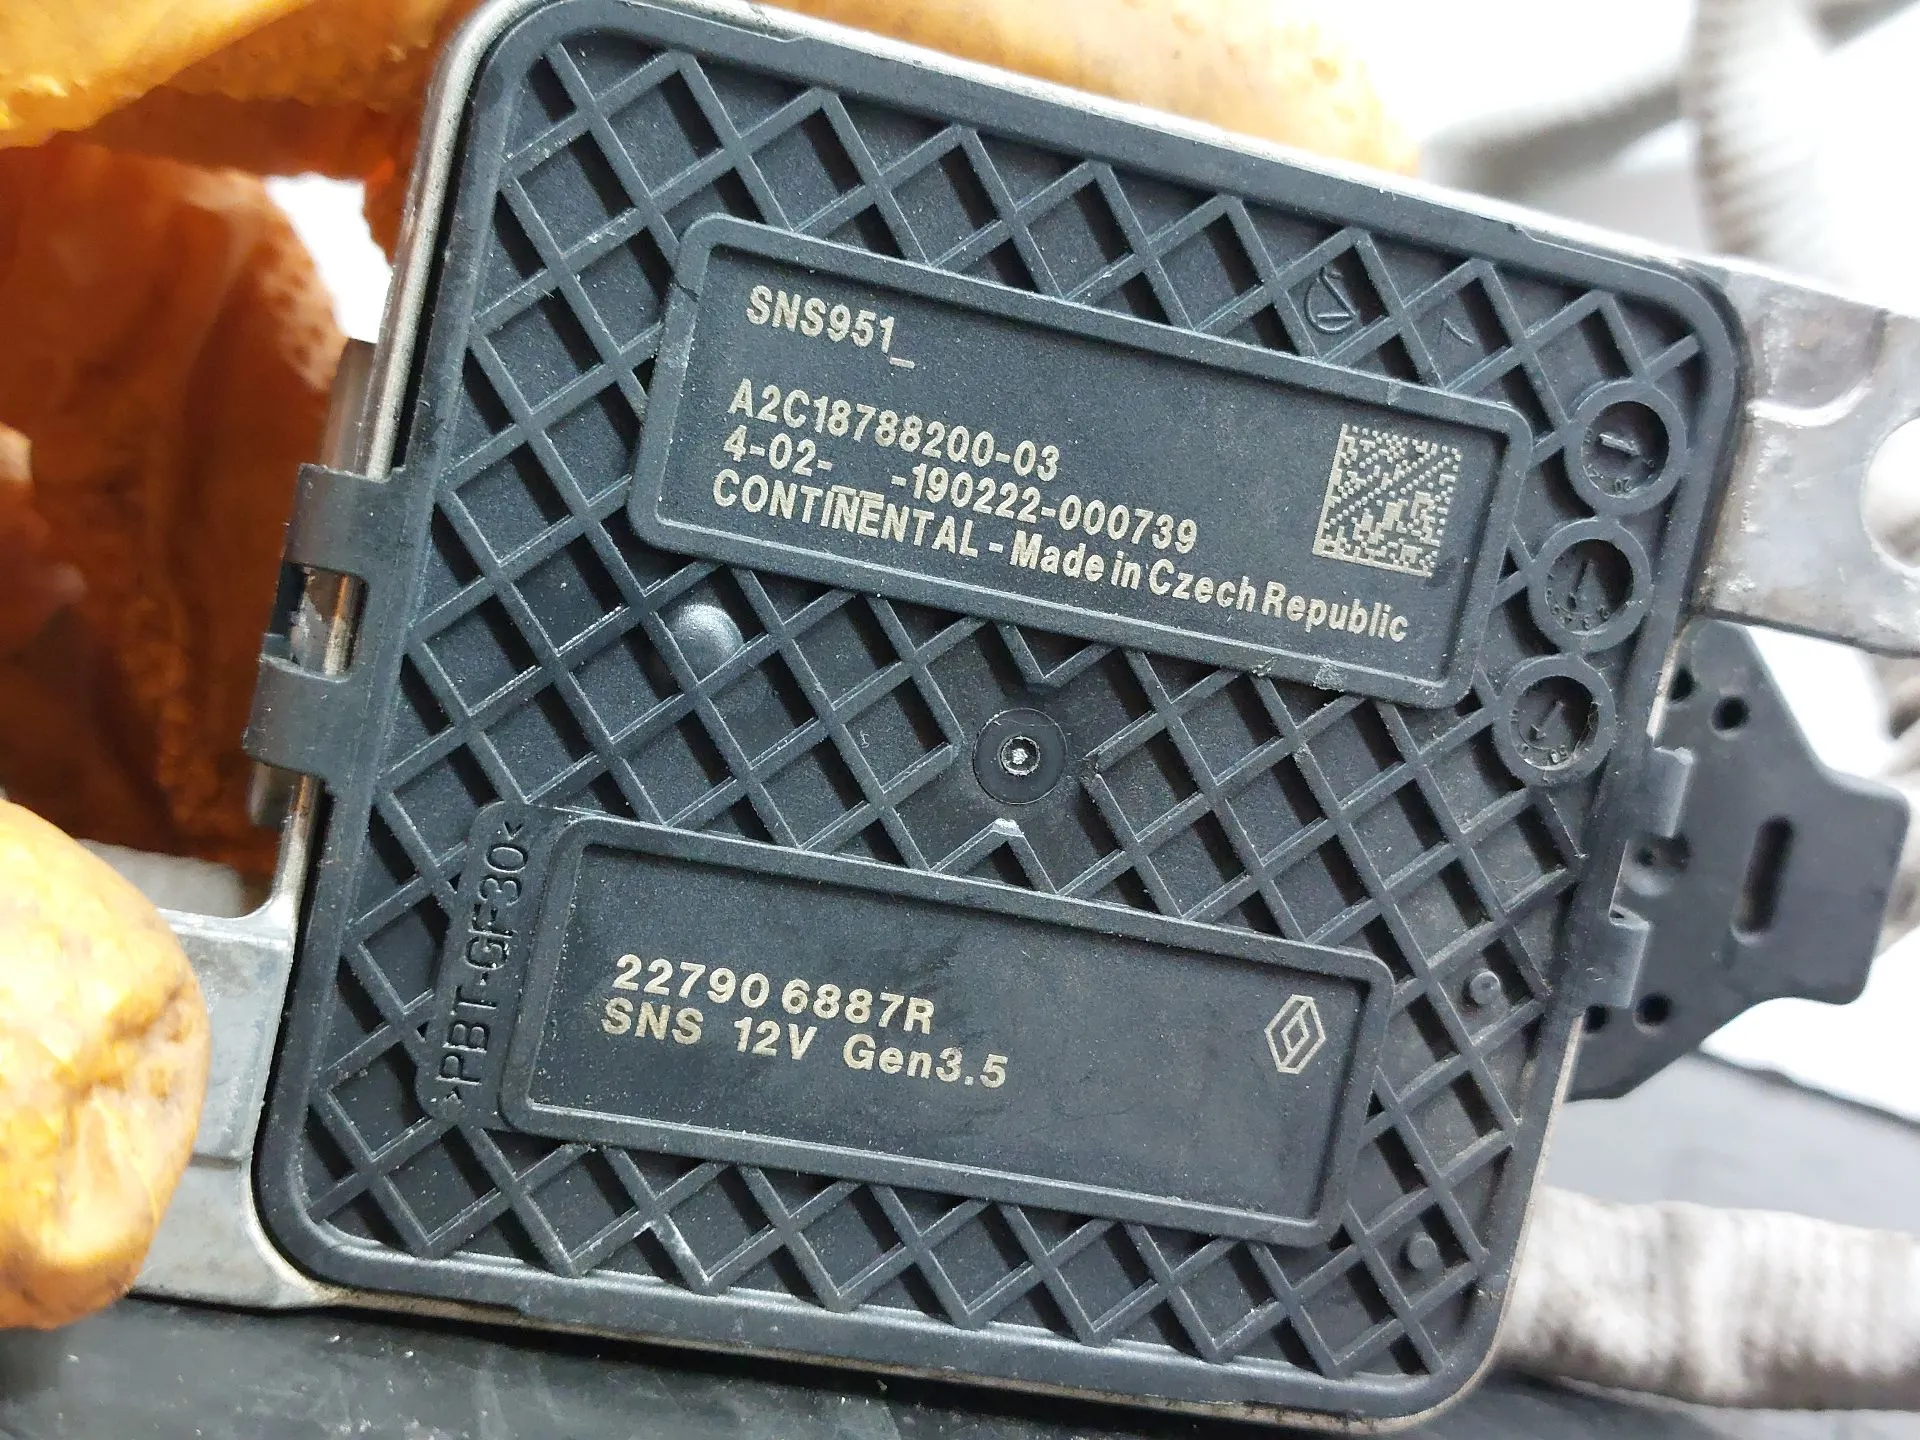 SNS951_
A2C18788200-03
4-02-__-190222-000739
CONTINENTAL - Made in Czech Republic
>PBT-GF30<
22790 6887R
SNS 12V Gen3.5